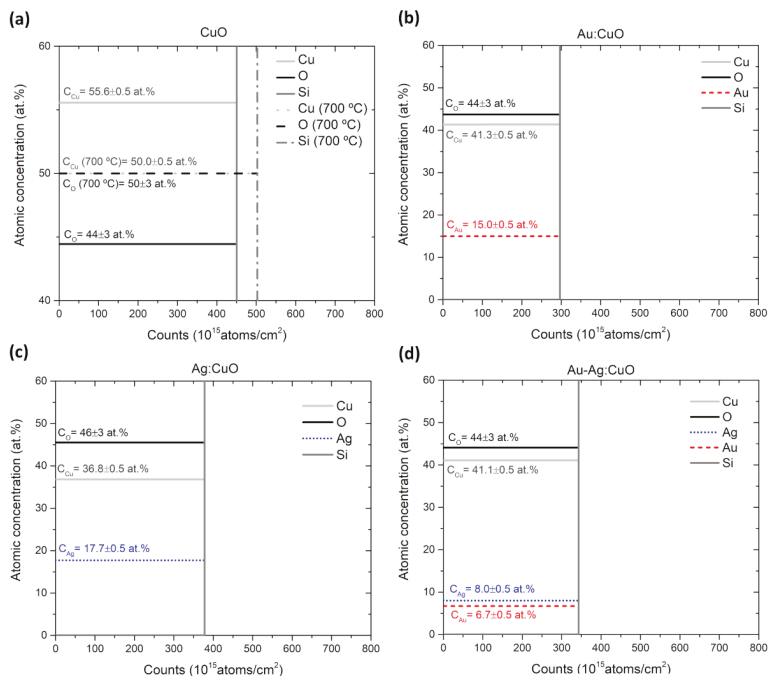 (a)
CuO
60
50
40
Atomic concentration (at.%)
C_Cu = 55.6±0.5 at.%
C_Cu (700 ºC)= 50.0±0.5 at.%
C_O (700 ºC)= 50±3 at.%
C_O= 44±3 at.%
Cu
O
Si
Cu (700 ºC)
O (700 ºC)
Si (700 ºC)
0 100 200 300 400 500 600 700 800
Counts (10^15 atoms/cm^2)
(b)
Au:CuO
60
50
40
30
20
10
0
Atomic concentration (at.%)
C_O= 44±3 at.%
C_Cu= 41.3±0.5 at.%
C_Au= 15.0±0.5 at.%
Cu
O
Au
Si
0 100 200 300 400 500 600 700 800
Counts (10^15 atoms/cm^2)
(c)
Ag:CuO
60
50
40
30
20
10
0
Atomic concentration (at.%)
C_O= 46±3 at.%
C_Cu= 36.8±0.5 at.%
C_Ag= 17.7±0.5 at.%
Cu
O
Ag
Si
0 100 200 300 400 500 600 700 800
Counts (10^15 atoms/cm^2)
(d)
Au-Ag:CuO
60
50
40
30
20
10
0
Atomic concentration (at.%)
C_O= 44±3 at.%
C_Cu= 41.1±0.5 at.%
C_Ag= 8.0±0.5 at.%
C_Au= 6.7±0.5 at.%
Cu
O
Ag
Au
Si
0 100 200 300 400 500 600 700 800
Counts (10^15 atoms/cm^2)